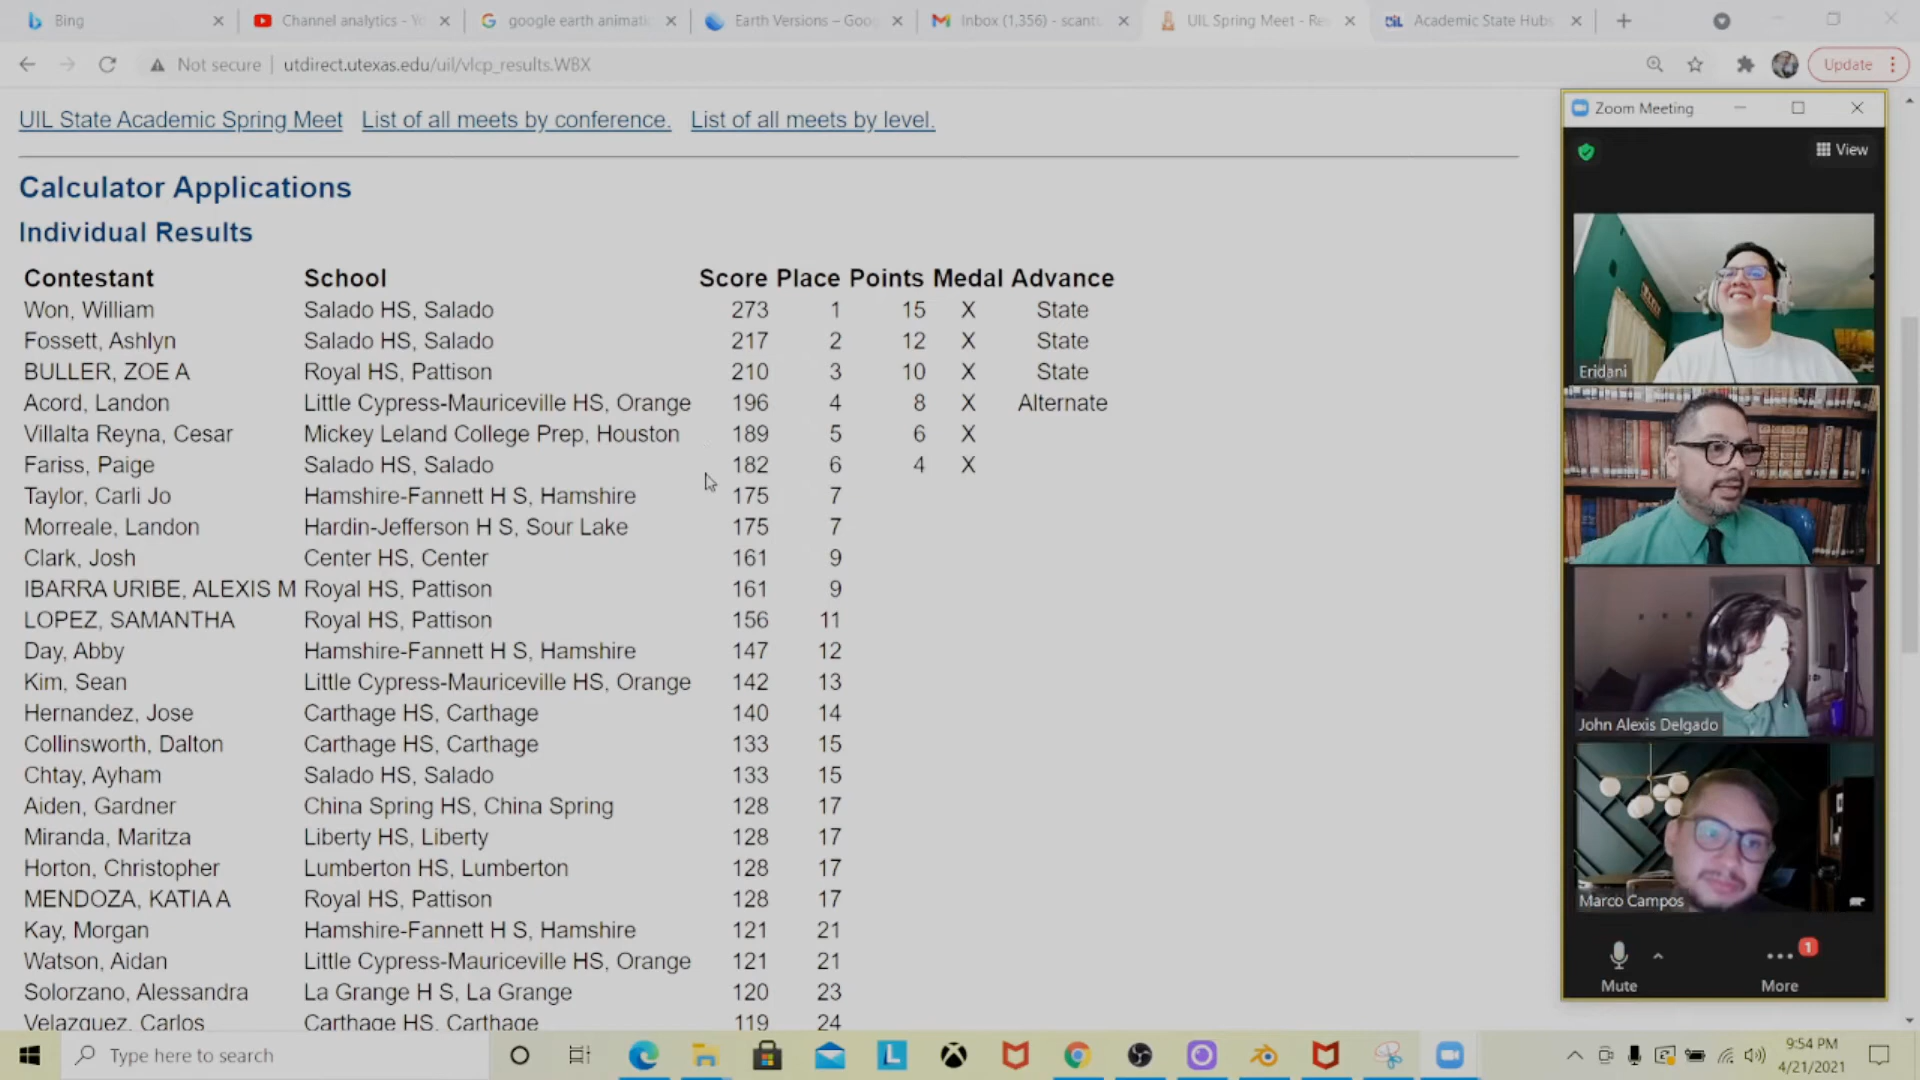 Bing
Channel analytics - Yo
google earth animati
Earth Versions – Goo
Inbox (1,356) - scant
UIL Spring Meet - Re
Academic State Hubs
Not secure
utdirect.utexas.edu/uil/vlcp_results.WBX
Update
UIL State Academic Spring Meet List of all meets by conference. List of all meets by level.
Calculator Applications
Individual Results
Contestant School Score Place Points Medal Advance
Won, William Salado HS, Salado 273 1 15 X State
Fossett, Ashlyn Salado HS, Salado 217 2 12 X State
BULLER, ZOE A Royal HS, Pattison 210 3 10 X State
Acord, Landon Little Cypress-Mauriceville HS, Orange 196 4 8 X Alternate
Villalta Reyna, Cesar Mickey Leland College Prep, Houston 189 5 6 X
Fariss, Paige Salado HS, Salado 182 6 4 X
Taylor, Carli Jo Hamshire-Fannett H S, Hamshire 175 7
Morreale, Landon Hardin-Jefferson H S, Sour Lake 175 7
Clark, Josh Center HS, Center 161 9
IBARRA URIBE, ALEXIS M Royal HS, Pattison 161 9
LOPEZ, SAMANTHA Royal HS, Pattison 156 11
Day, Abby Hamshire-Fannett H S, Hamshire 147 12
Kim, Sean Little Cypress-Mauriceville HS, Orange 142 13
Hernandez, Jose Carthage HS, Carthage 140 14
Collinsworth, Dalton Carthage HS, Carthage 133 15
Chtay, Ayham Salado HS, Salado 133 15
Aiden, Gardner China Spring HS, China Spring 128 17
Miranda, Maritza Liberty HS, Liberty 128 17
Horton, Christopher Lumberton HS, Lumberton 128 17
MENDOZA, KATIA A Royal HS, Pattison 128 17
Kay, Morgan Hamshire-Fannett H S, Hamshire 121 21
Watson, Aidan Little Cypress-Mauriceville HS, Orange 121 21
Solorzano, Alessandra La Grange H S, La Grange 120 23
Velazquez, Carlos Carthage HS, Carthage 119 24
Zoom Meeting
View
Eridani
John Alexis Delgado
Marco Campos
1
Mute
More
Type here to search
L
9:54 PM
4/21/2021